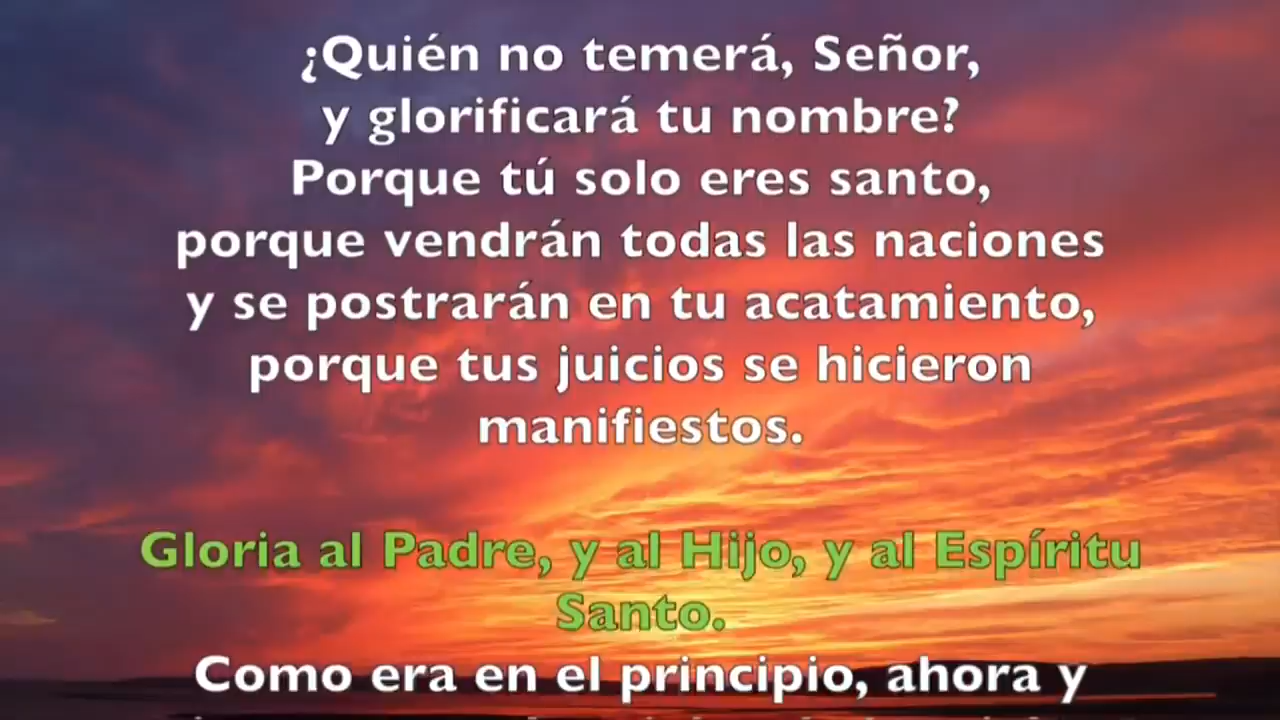 ¿Quién no temerá, Señor,
y glorificará tu nombre?
Porque tú solo eres santo,
porque vendrán todas las naciones
y se postrarán en tu acatamiento,
porque tus juicios se hicieron
manifiestos.
Gloria al Padre, y al Hijo, y al Espíritu
Santo.
Como era en el principio, ahora y